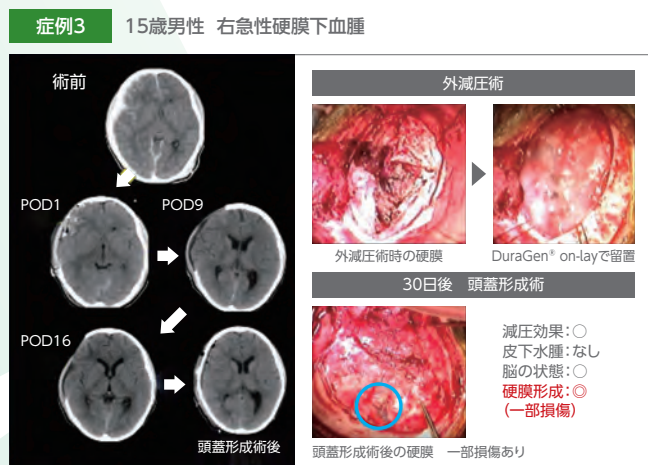 症例3 15歳男性 右急性硬膜下血腫
術前
POD1
POD9
POD16
頭蓋形成術後
外減圧術
外減圧術時の硬膜
DuraGen® on-layで留置
30日後 頭蓋形成術
減圧効果：○
皮下水腫：なし
脳の状態：○
硬膜形成：◎
（一部損傷）
頭蓋形成術後の硬膜 一部損傷あり